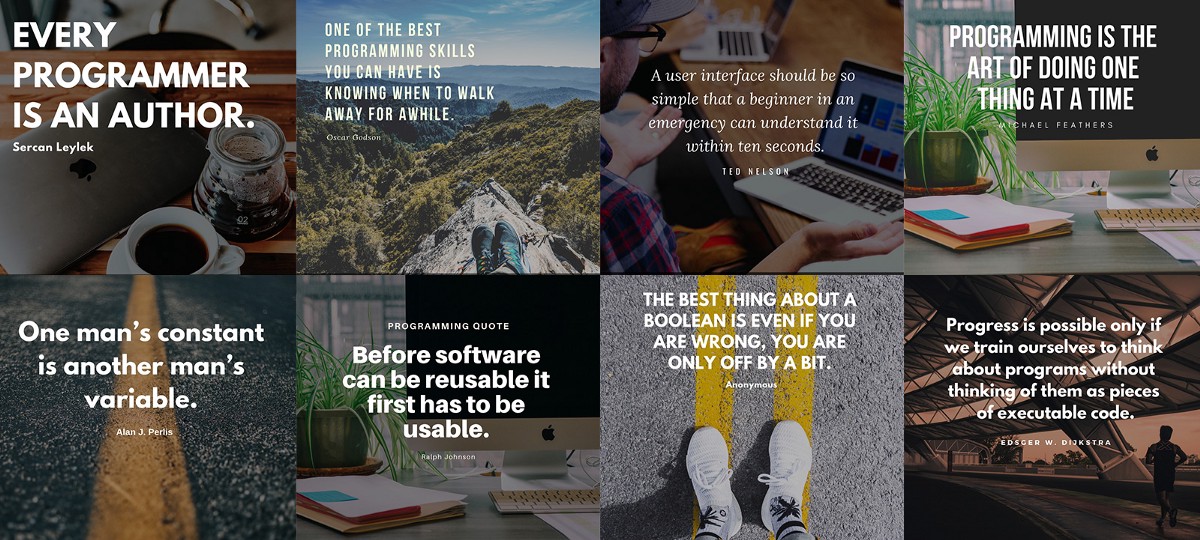 EVERY
PROGRAMMER
IS AN AUTHOR.
Sercan Leylek
ONE OF THE BEST
PROGRAMMING SKILLS
YOU CAN HAVE IS
KNOWING WHEN TO WALK
AWAY FOR AWHILE.
Oscar Godson
A user interface should be so
simple that a beginner in an
emergency can understand it
within ten seconds.
TED NELSON
PROGRAMMING IS THE
ART OF DOING ONE
THING AT A TIME
MICHAEL FEATHERS
One man's constant
is another man's
variable.
Alan J. Perlis
PROGRAMMING QUOTE
Before software
can be reusable it
first has to be
usable.
Ralph Johnson
THE BEST THING ABOUT A
BOOLEAN IS EVEN IF YOU
ARE WRONG, YOU ARE
ONLY OFF BY A BIT.
Anonymous
Progress is possible only if
we train ourselves to think
about programs without
thinking of them as pieces
of executable code.
EDSGER W. DIJKSTRA